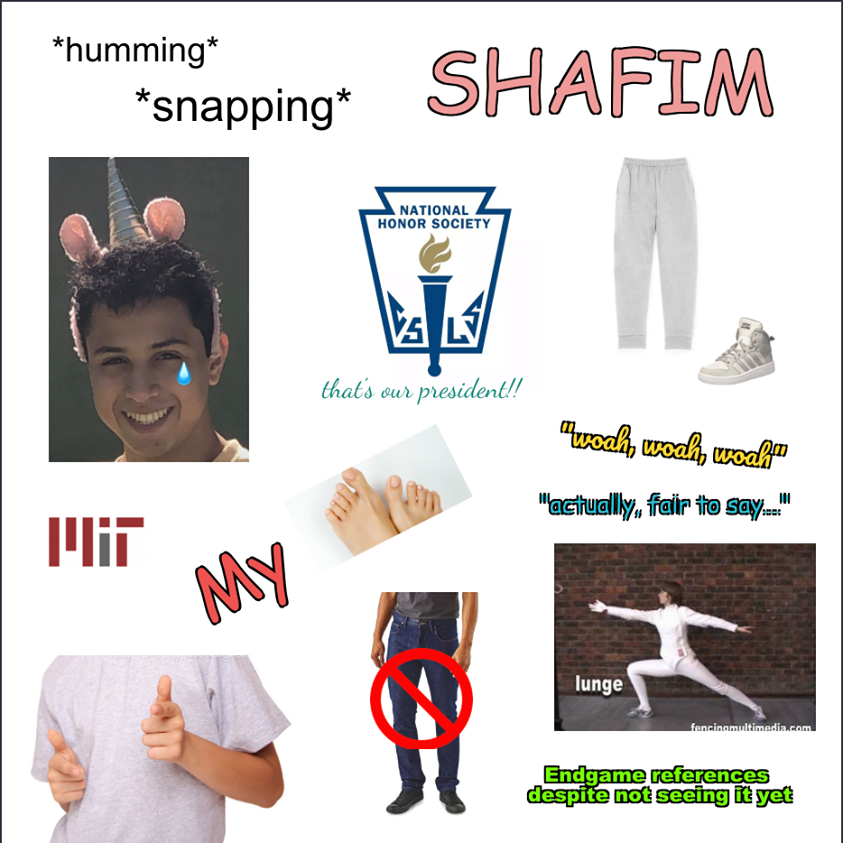 *humming*
*snapping*
SHAFIM
NATIONAL
HONOR SOCIETY
C S L S
that's our president!!
"woah, woah, woah"
"actually, fair to say...."
MiT
My
lunge
fencingmultimedia.com
Endgame references
despite not seeing it yet